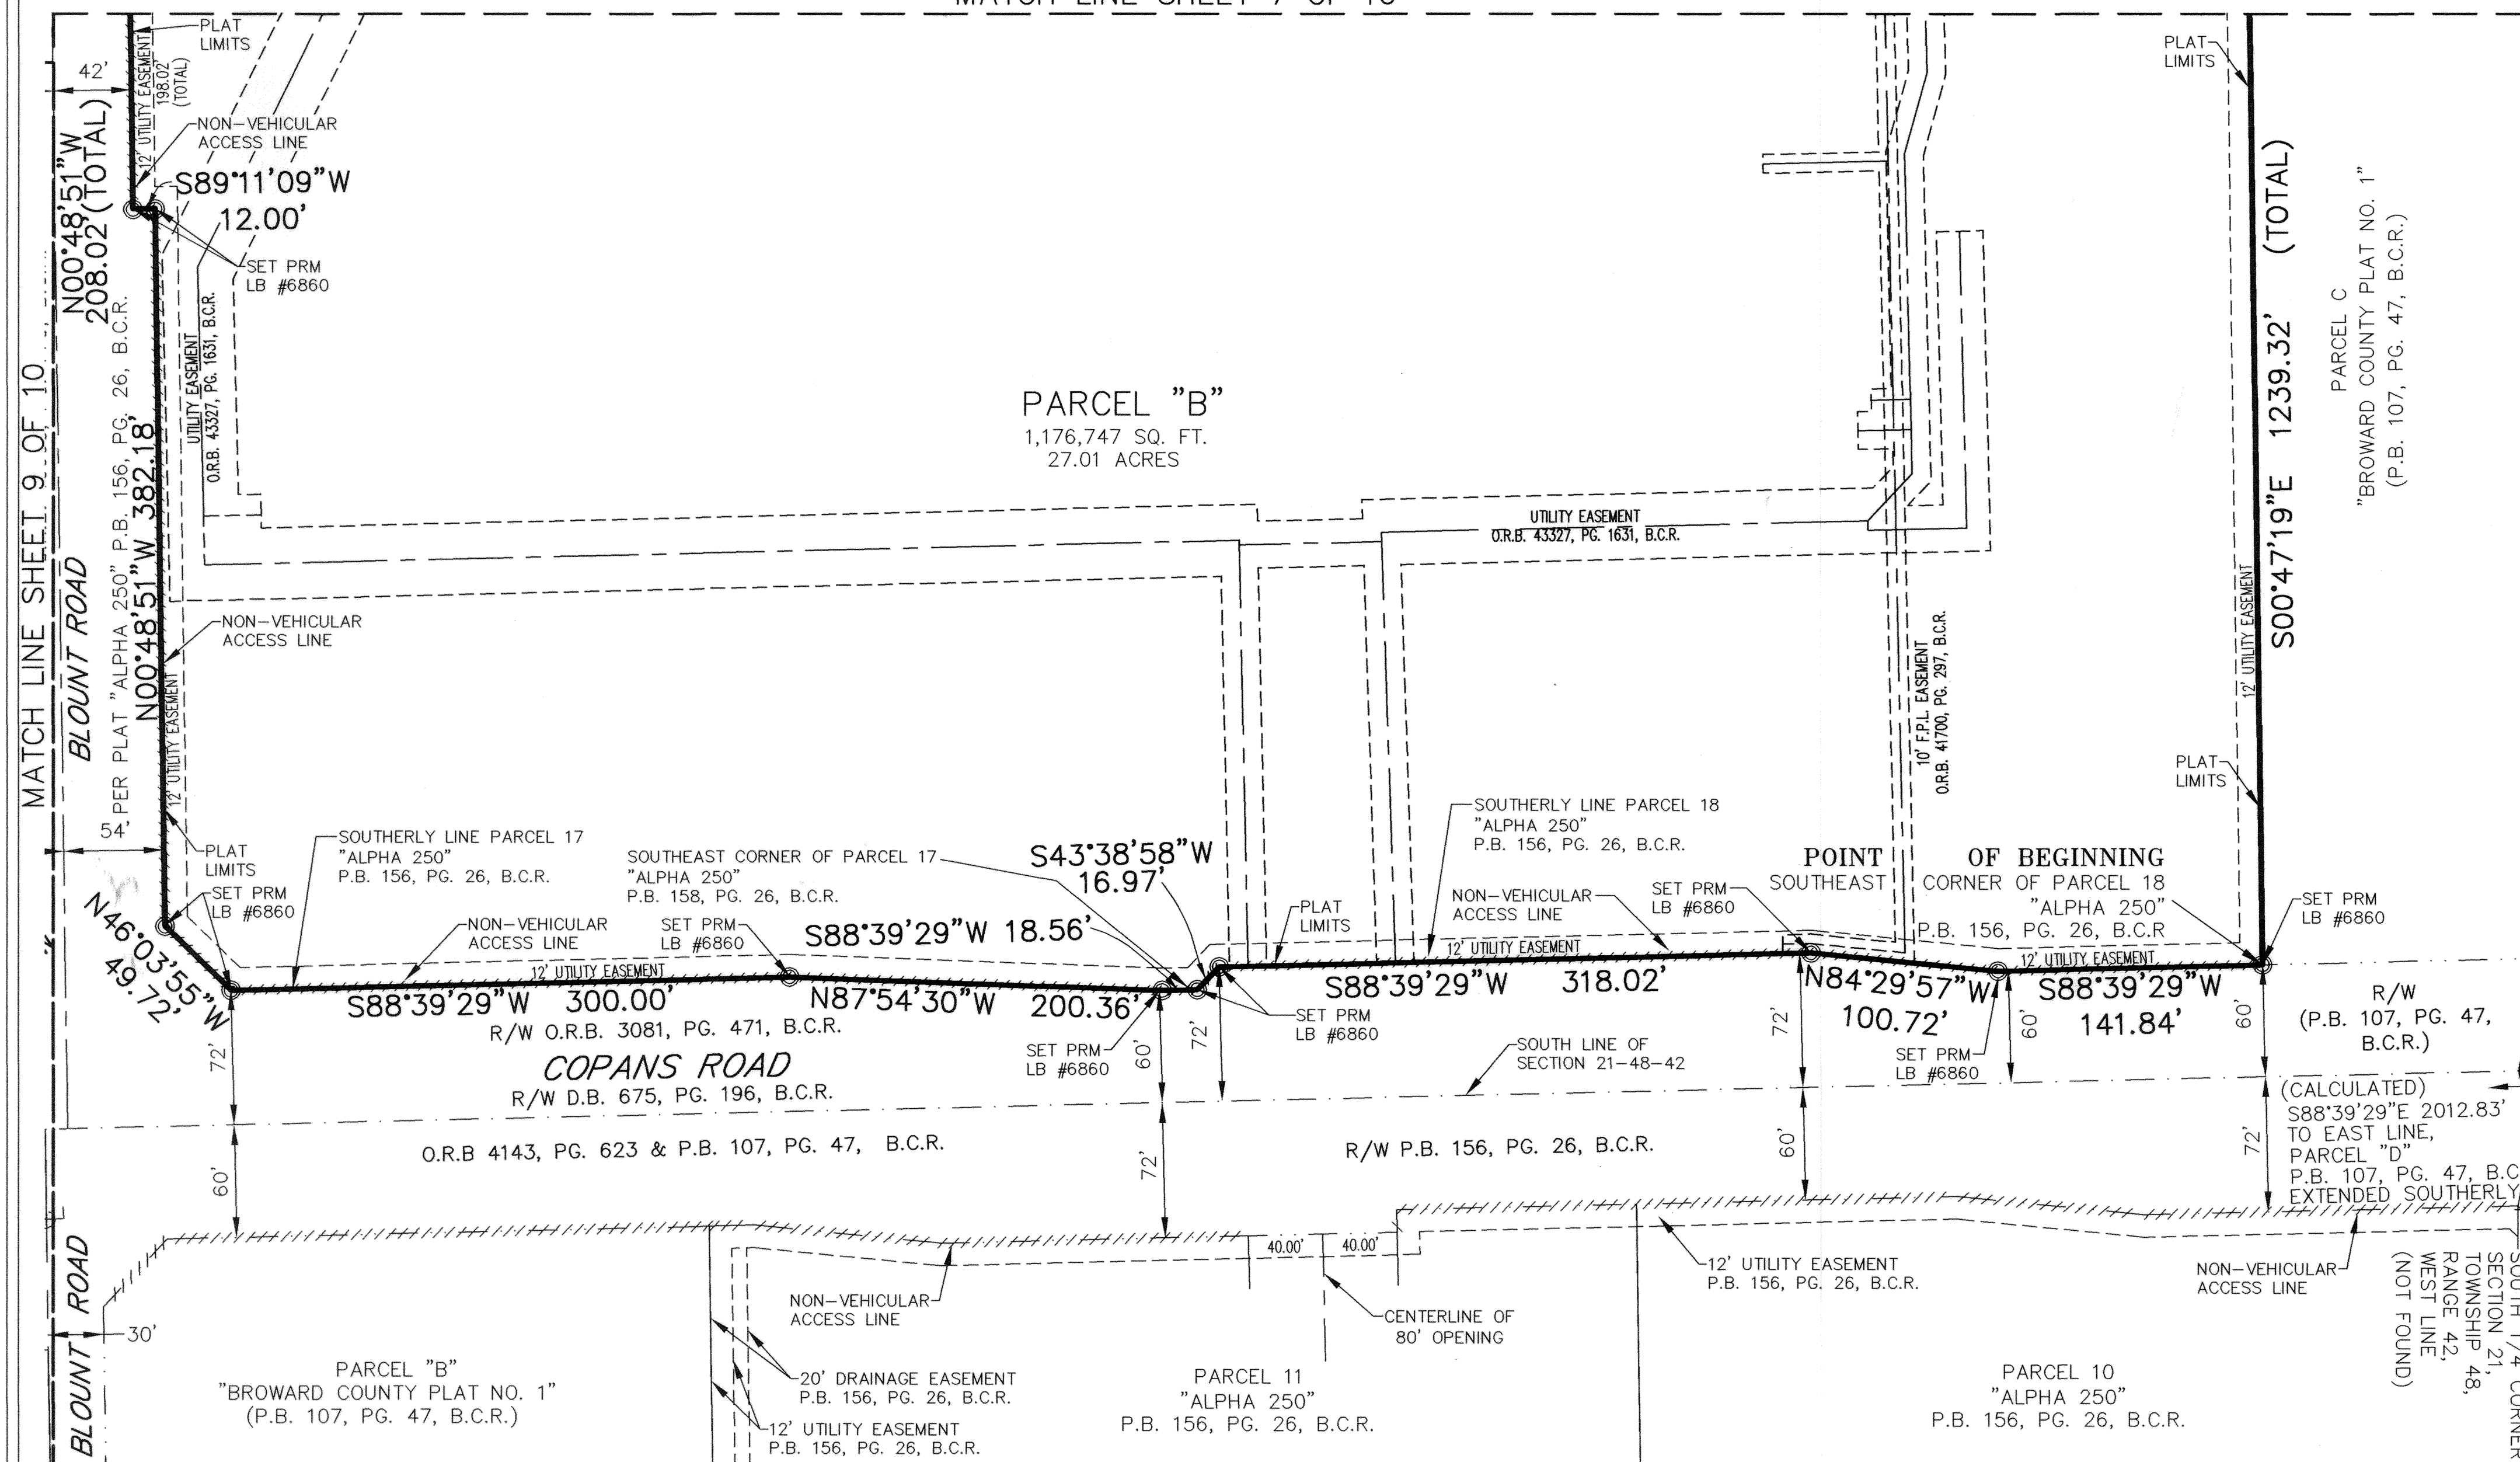 MATCH LINE SHEET 7 OF 10
PLAT
LIMITS
42'
12' UTILITY EASEMENT
198.02'
(TOTAL)
NON-VEHICULAR
ACCESS LINE
N00°48'51"W
208.02' (TOTAL)
S89°11'09"W
12.00'
SET PRM
LB #6860
UTILITY EASEMENT
O.R.B. 43327, PG. 1631, B.C.R.
MATCH LINE SHEET 9 OF 10
BLOUNT ROAD
PER PLAT "ALPHA 250" P.B. 156, PG. 26, B.C.R.
N00°48'51"W 382.18'
NON-VEHICULAR
ACCESS LINE
12' UTILITY EASEMENT
54'
PLAT
LIMITS
SET PRM
LB #6860
N46°03'55"W
49.72'
PARCEL "B"
1,176,747 SQ. FT.
27.01 ACRES
UTILITY EASEMENT
O.R.B. 43327, PG. 1631, B.C.R.
10' F.P.L. EASEMENT
O.R.B. 41700, PG. 297, B.C.R.
PLAT
LIMITS
S00°47'19"E 1239.32' (TOTAL)
12' UTILITY EASEMENT
PARCEL C
"BROWARD COUNTY PLAT NO. 1"
(P.B. 107, PG. 47, B.C.R.)
PLAT
LIMITS
SOUTHERLY LINE PARCEL 17
"ALPHA 250"
P.B. 156, PG. 26, B.C.R.
SOUTHEAST CORNER OF PARCEL 17
"ALPHA 250"
P.B. 158, PG. 26, B.C.R.
S43°38'58"W
16.97'
SOUTHERLY LINE PARCEL 18
"ALPHA 250"
P.B. 156, PG. 26, B.C.R.
POINT OF BEGINNING
SOUTHEAST CORNER OF PARCEL 18
"ALPHA 250"
P.B. 156, PG. 26, B.C.R
SET PRM
LB #6860
NON-VEHICULAR
ACCESS LINE
SET PRM
LB #6860
S88°39'29"W 18.56'
PLAT
LIMITS
NON-VEHICULAR
ACCESS LINE
SET PRM
LB #6860
12' UTILITY EASEMENT
12' UTILITY EASEMENT
12' UTILITY EASEMENT
S88°39'29"W 300.00'
N87°54'30"W 200.36'
S88°39'29"W 318.02'
N84°29'57"W
100.72'
S88°39'29"W
141.84'
R/W
(P.B. 107, PG. 47,
B.C.R.)
R/W O.R.B. 3081, PG. 471, B.C.R.
COPANS ROAD
R/W D.B. 675, PG. 196, B.C.R.
72'
SET PRM
LB #6860
60'
72'
SET PRM
LB #6860
SOUTH LINE OF
SECTION 21-48-42
72'
SET PRM
LB #6860
60'
60'
(CALCULATED)
S88°39'29"E 2012.83'
TO EAST LINE,
PARCEL "D"
P.B. 107, PG. 47, B.C
EXTENDED SOUTHERLY
O.R.B 4143, PG. 623 & P.B. 107, PG. 47, B.C.R.
R/W P.B. 156, PG. 26, B.C.R.
60'
72'
60'
72'
BLOUNT ROAD
30'
40.00' 40.00'
NON-VEHICULAR
ACCESS LINE
CENTERLINE OF
80' OPENING
12' UTILITY EASEMENT
P.B. 156, PG. 26, B.C.R.
NON-VEHICULAR
ACCESS LINE
SOUTH 1/4 CORNER
SECTION 21,
TOWNSHIP 48,
RANGE 42,
WEST LINE
(NOT FOUND)
PARCEL "B"
"BROWARD COUNTY PLAT NO. 1"
(P.B. 107, PG. 47, B.C.R.)
20' DRAINAGE EASEMENT
P.B. 156, PG. 26, B.C.R.
12' UTILITY EASEMENT
P.B. 156, PG. 26, B.C.R.
PARCEL 11
"ALPHA 250"
P.B. 156, PG. 26, B.C.R.
PARCEL 10
"ALPHA 250"
P.B. 156, PG. 26, B.C.R.